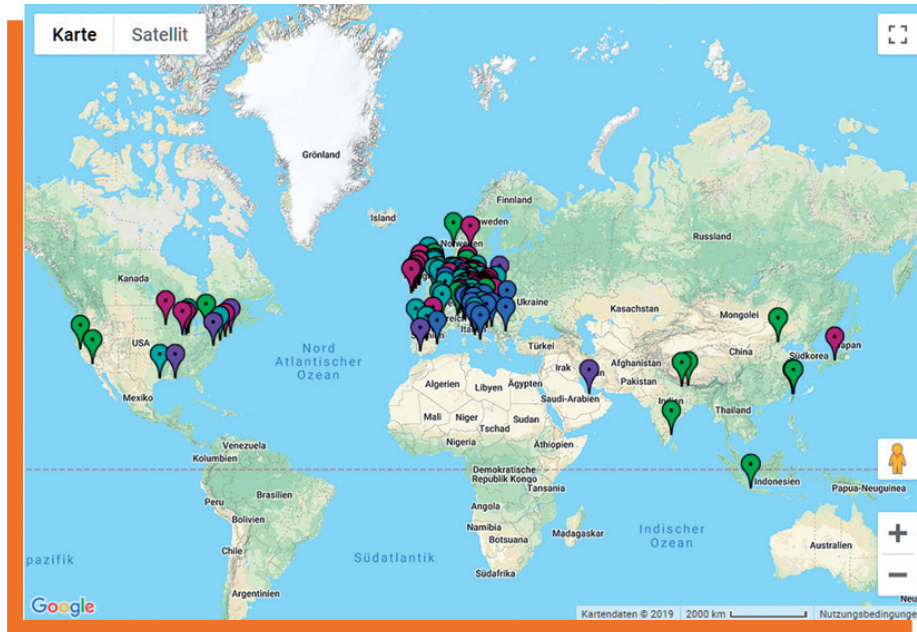 Karte
Satellit
Grönland
Island
Finnland
Norwegen
Russland
Kanada
Ukraine
Kasachstan
Mongolei
USA
Nord
Atlantischer
Ozean
Türkei
Afghanistan
China
Südkorea
Japan
Irak
Pakistan
Algerien
Libyen
Ägypten
Saudi-Arabien
Indien
Mexiko
Mali
Niger
Sudan
Tschad
Thailand
Nigeria
Äthiopien
Venezuela
Kolumbien
Demokratische
Republik Kongo
Indonesien
Tansania
Papua-Neuguinea
Brasilien
Peru
Angola
Bolivien
Namibia
Madagaskar
Botsuana
Indischer
Ozean
Chile
pazifik
Südatlantik
Australien
Südafrika
Argentinien
Google
Kartendaten © 2019
2000 km
Nutzungsbedingungen